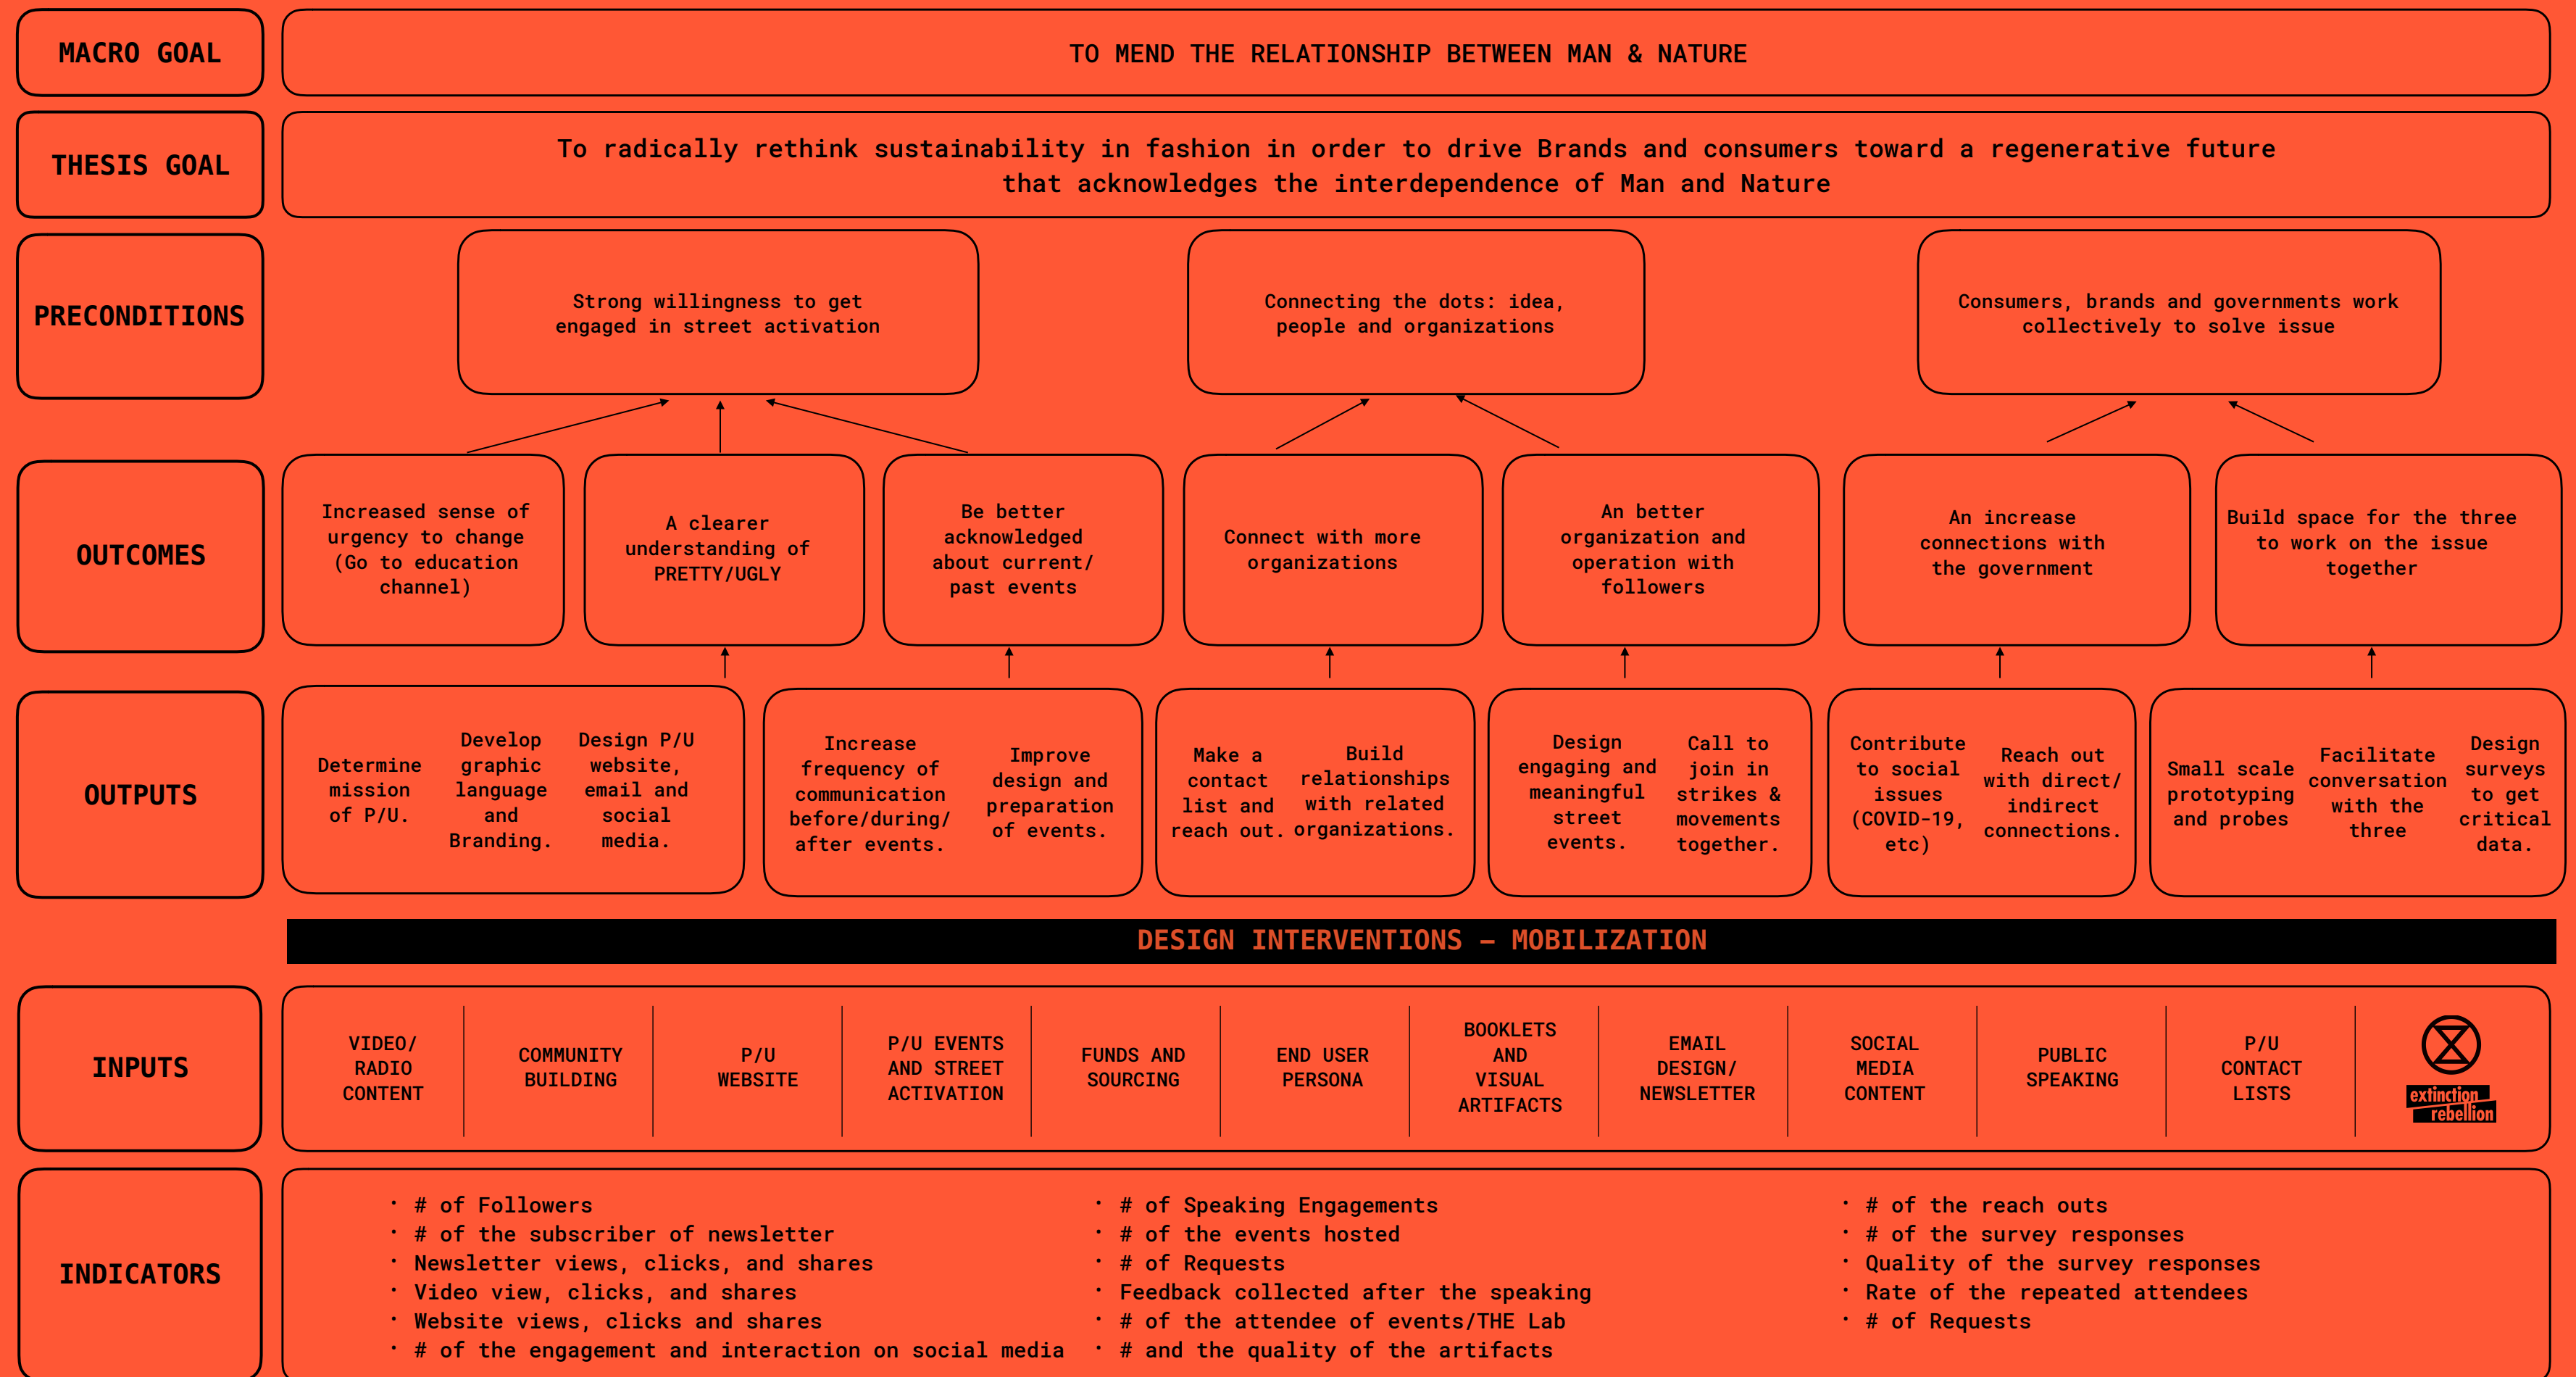 MACRO GOAL
TO MEND THE RELATIONSHIP BETWEEN MAN & NATURE
THESIS GOAL
To radically rethink sustainability in fashion in order to drive Brands and consumers toward a regenerative future
that acknowledges the interdependence of Man and Nature
PRECONDITIONS
Strong willingness to get
engaged in street activation
Connecting the dots: idea,
people and organizations
Consumers, brands and governments work
collectively to solve issue
OUTCOMES
Increased sense of
urgency to change
(Go to education
channel)
A clearer
understanding of
PRETTY/UGLY
Be better
acknowledged
about current/
past events
Connect with more
organizations
An better
organization and
operation with
followers
An increase
connections with
the government
Build space for the three
to work on the issue
together
OUTPUTS
Determine
mission
of P/U.
Develop
graphic
language
and
Branding.
Design P/U
website,
email and
social
media.
Increase
frequency of
communication
before/during/
after events.
Improve
design and
preparation
of events.
Make a
contact
list and
reach out.
Build
relationships
with related
organizations.
Design
engaging and
meaningful
street
events.
Call to
join in
strikes &
movements
together.
Contribute
to social
issues
(COVID-19,
etc)
Reach out
with direct/
indirect
connections.
Small scale
prototyping
and probes
Facilitate
conversation
with the
three
Design
surveys
to get
critical
data.
DESIGN INTERVENTIONS – MOBILIZATION
INPUTS
VIDEO/
RADIO
CONTENT
COMMUNITY
BUILDING
P/U
WEBSITE
P/U EVENTS
AND STREET
ACTIVATION
FUNDS AND
SOURCING
END USER
PERSONA
BOOKLETS
AND
VISUAL
ARTIFACTS
EMAIL
DESIGN/
NEWSLETTER
SOCIAL
MEDIA
CONTENT
PUBLIC
SPEAKING
P/U
CONTACT
LISTS
extinction
rebellion
INDICATORS
· # of Followers
· # of the subscriber of newsletter
· Newsletter views, clicks, and shares
· Video view, clicks, and shares
· Website views, clicks and shares
· # of the engagement and interaction on social media
· # of Speaking Engagements
· # of the events hosted
· # of Requests
· Feedback collected after the speaking
· # of the attendee of events/THE Lab
· # and the quality of the artifacts
· # of the reach outs
· # of the survey responses
· Quality of the survey responses
· Rate of the repeated attendees
· # of Requests